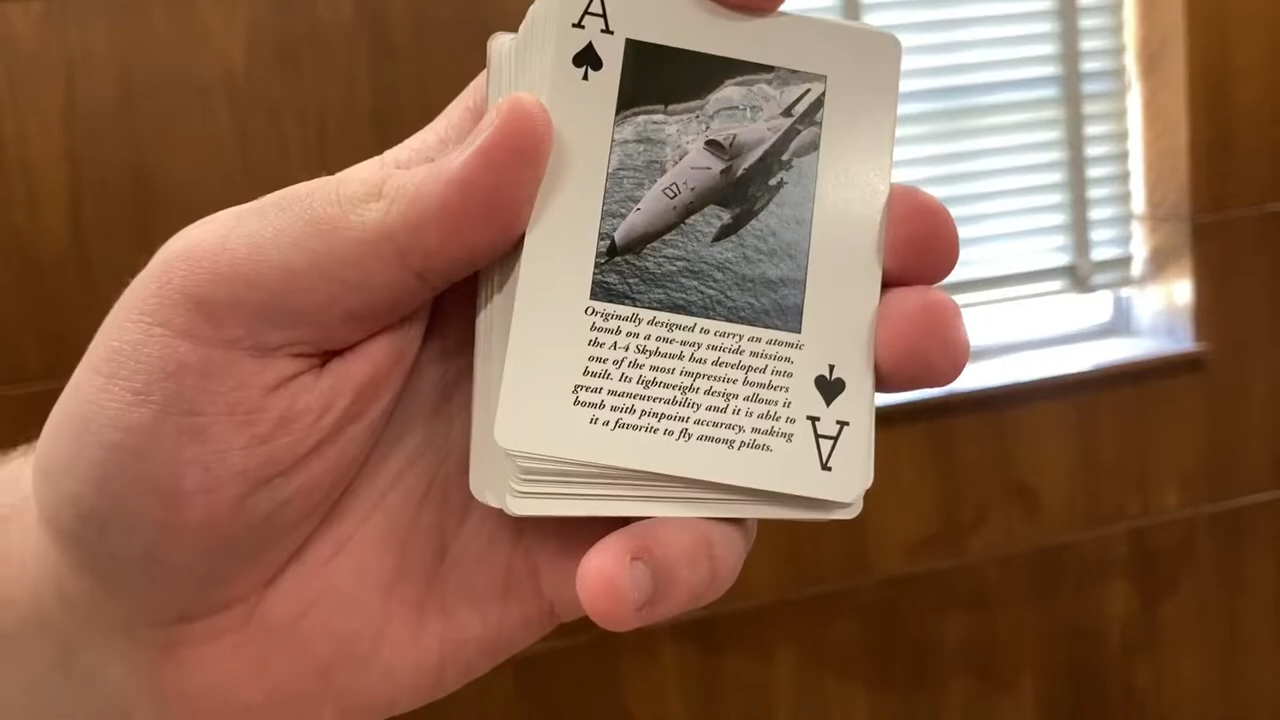 A
07
Originally designed to carry an atomic
bomb on a one-way suicide mission,
the A-4 Skyhawk has developed into
one of the most impressive bombers
built. Its lightweight design allows it
great maneuverability and it is able to
bomb with pinpoint accuracy, making
it a favorite to fly among pilots.
A